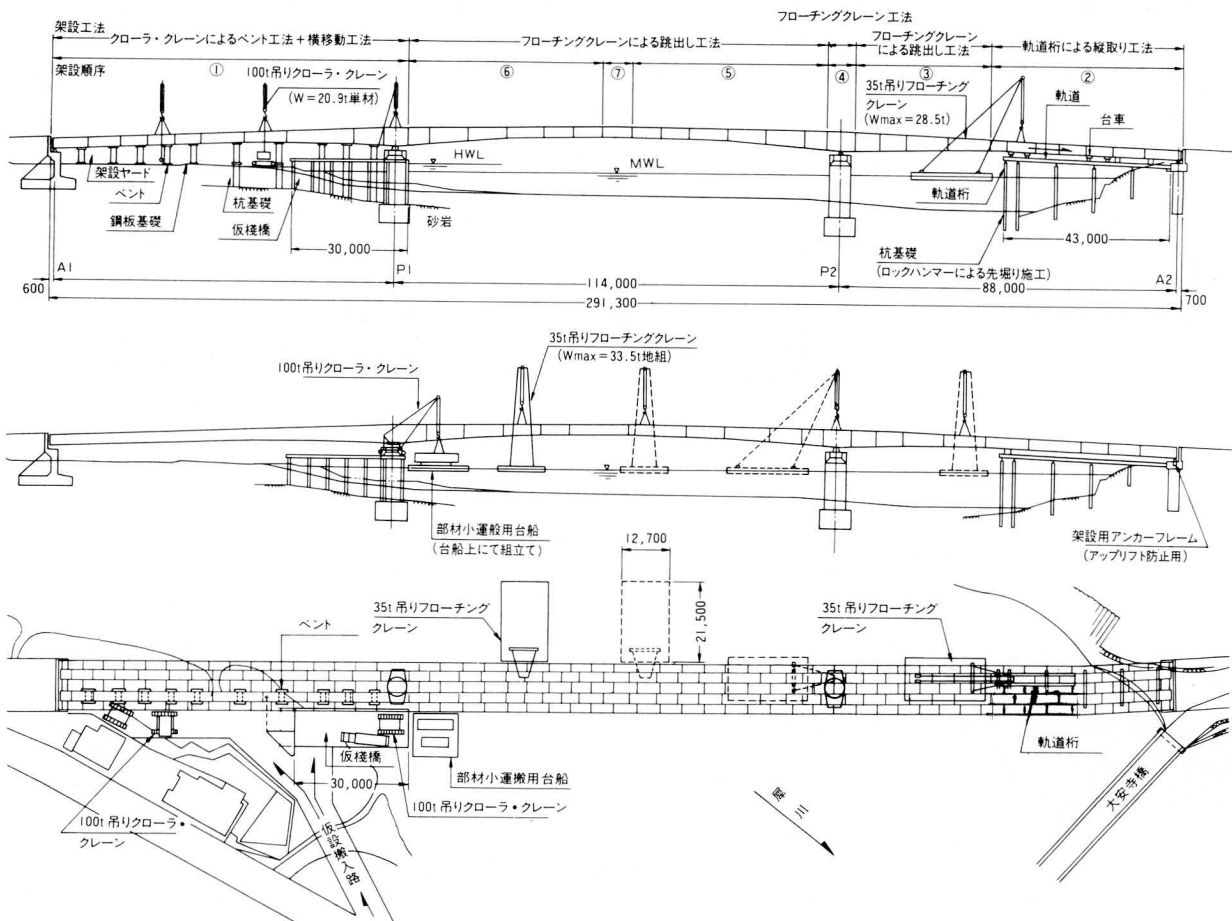 架設工法
クローラ・クレーンによるベント工法+横移動工法
フローチングクレーンによる跳出し工法
フローチングクレーン工法
フローチングクレーン
による跳出し工法
軌道桁による縦取り工法
架設順序
①
⑥
⑦
⑤
④
③
②
100t吊りクローラ・クレーン
(W=20.9t単材)
35t吊りフローチング
クレーン
(Wmax=28.5t)
軌道
台車
HWL
MWL
架設ヤード
ベント
鋼板基礎
杭基礎
仮棧橋
砂岩
軌道桁
杭基礎
(ロックハンマーによる先堀り施工)
30,000
43,000
A1
P1
P2
A2
600
114,000
88,000
700
291,300
35t吊りフローチングクレーン
(Wmax=33.5t地組)
100t吊りクローラ・クレーン
部材小運般用台船
(台船上にて組立て)
架設用アンカーフレーム
(アップリフト防止用)
12,700
21,500
ベント
35t吊りフローチング
クレーン
35t吊りフローチング
クレーン
仮棧橋
30,000
部材小運搬用台船
100t吊りクローラ・クレーン
100t吊りクローラ・
クレーン
仮設搬入路
犀川
軌道桁
大安寺橋